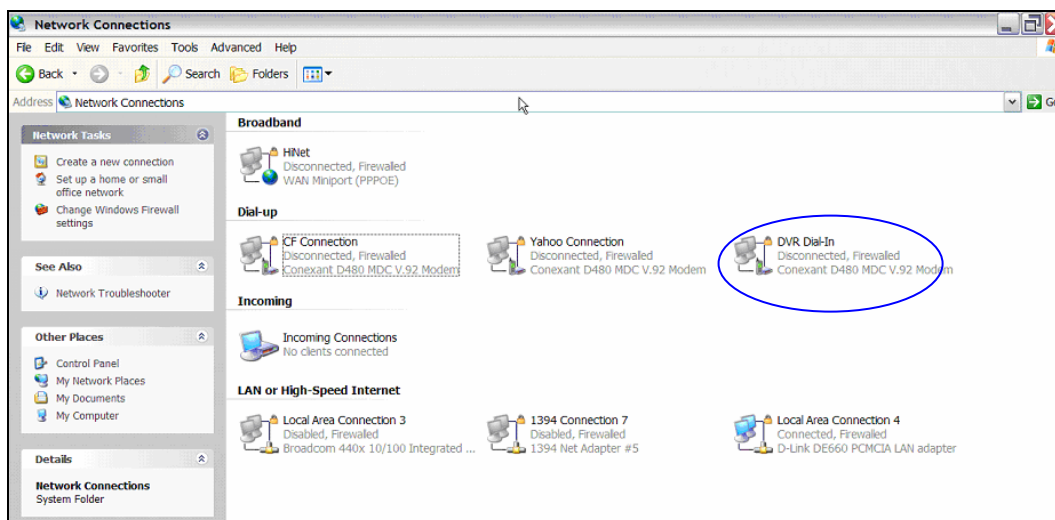 Network Connections
File Edit View Favorites Tools Advanced Help
Back Search Folders
Address Network Connections
Network Tasks
Create a new connection
Set up a home or small
office network
Change Windows Firewall
settings
See Also
Network Troubleshooter
Other Places
Control Panel
My Network Places
My Documents
My Computer
Details
Network Connections
System Folder
Broadband
HiNet
Disconnected, Firewalled
WAN Miniport (PPPOE)
Dial-up
CF Connection
Disconnected, Firewalled
Conexant D480 MDC V.92 Modem
Yahoo Connection
Disconnected, Firewalled
Conexant D480 MDC V.92 Modem
DVR Dial-In
Disconnected, Firewalled
Conexant D480 MDC V.92 Modem
Incoming
Incoming Connections
No clients connected
LAN or High-Speed Internet
Local Area Connection 3
Disabled, Firewalled
Broadcom 440x 10/100 Integrated ...
1394 Connection 7
Disabled, Firewalled
1394 Net Adapter #5
Local Area Connection 4
Connected, Firewalled
D-Link DE660 PCMCIA LAN adapter